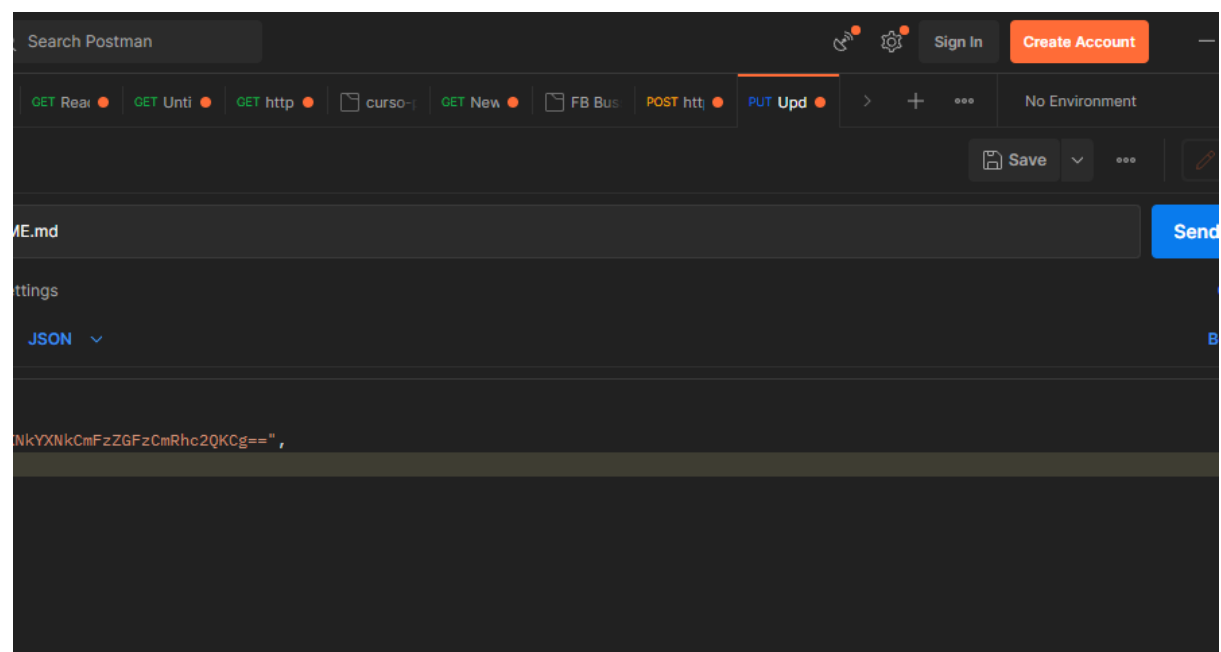 Search Postman
Sign In
Create Account
GET Rea
GET Unti
GET http
curso-
GET New
FB Bus
POST htt
PUT Upd
No Environment
Save
ME.md
Send
ttings
JSON
B
NkYXNkCmFzZGFzCmRhc2QKCg==",